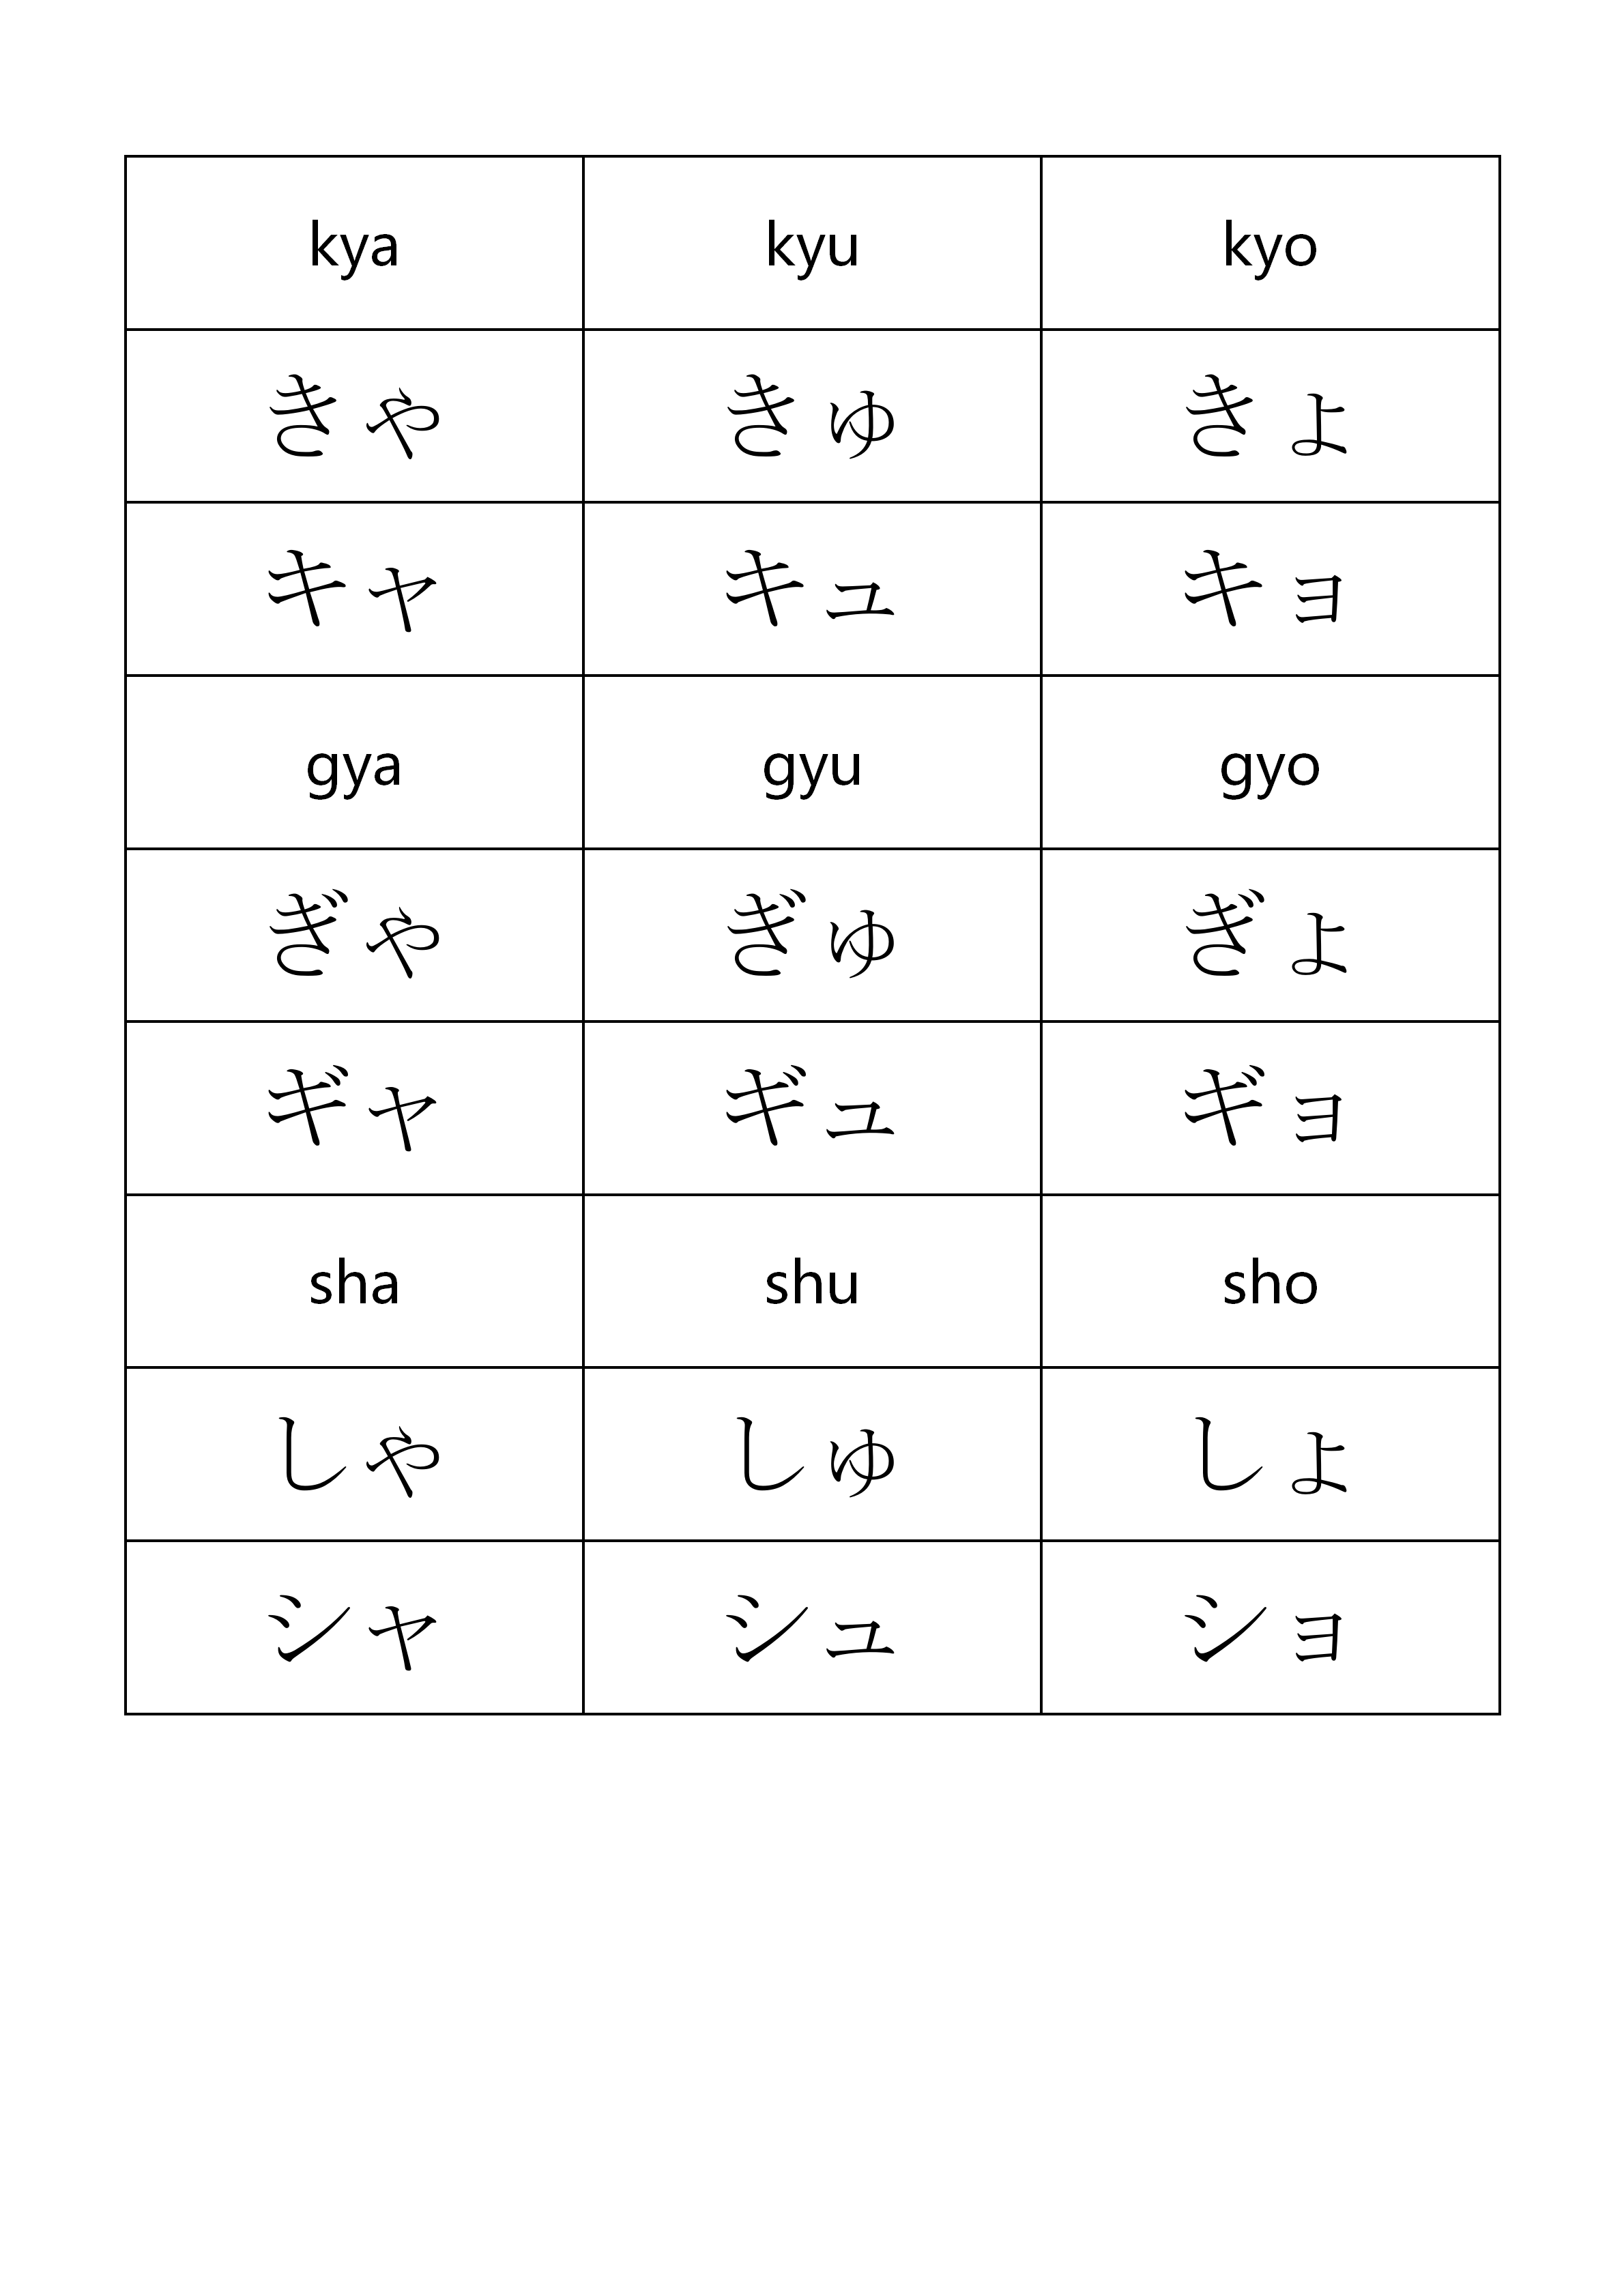 kya kyu kyo
きゃ きゅ きょ
キャ キュ キョ
gya gyu gyo
ぎゃ ぎゅ ぎょ
ギャ ギュ ギョ
sha shu sho
しゃ しゅ しょ
シャ シュ ショ